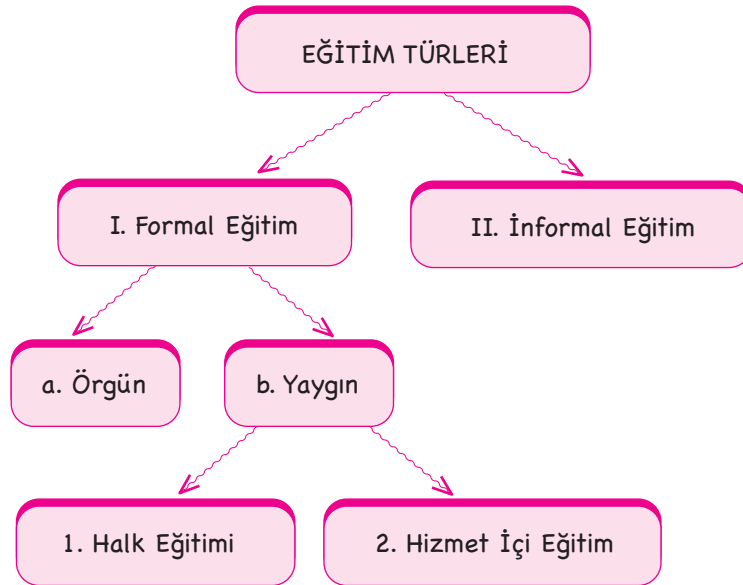 EĞİTİM TÜRLERİ
I. Formal Eğitim
II. İnformal Eğitim
a. Örgün
b. Yaygın
1. Halk Eğitimi
2. Hizmet İçi Eğitim